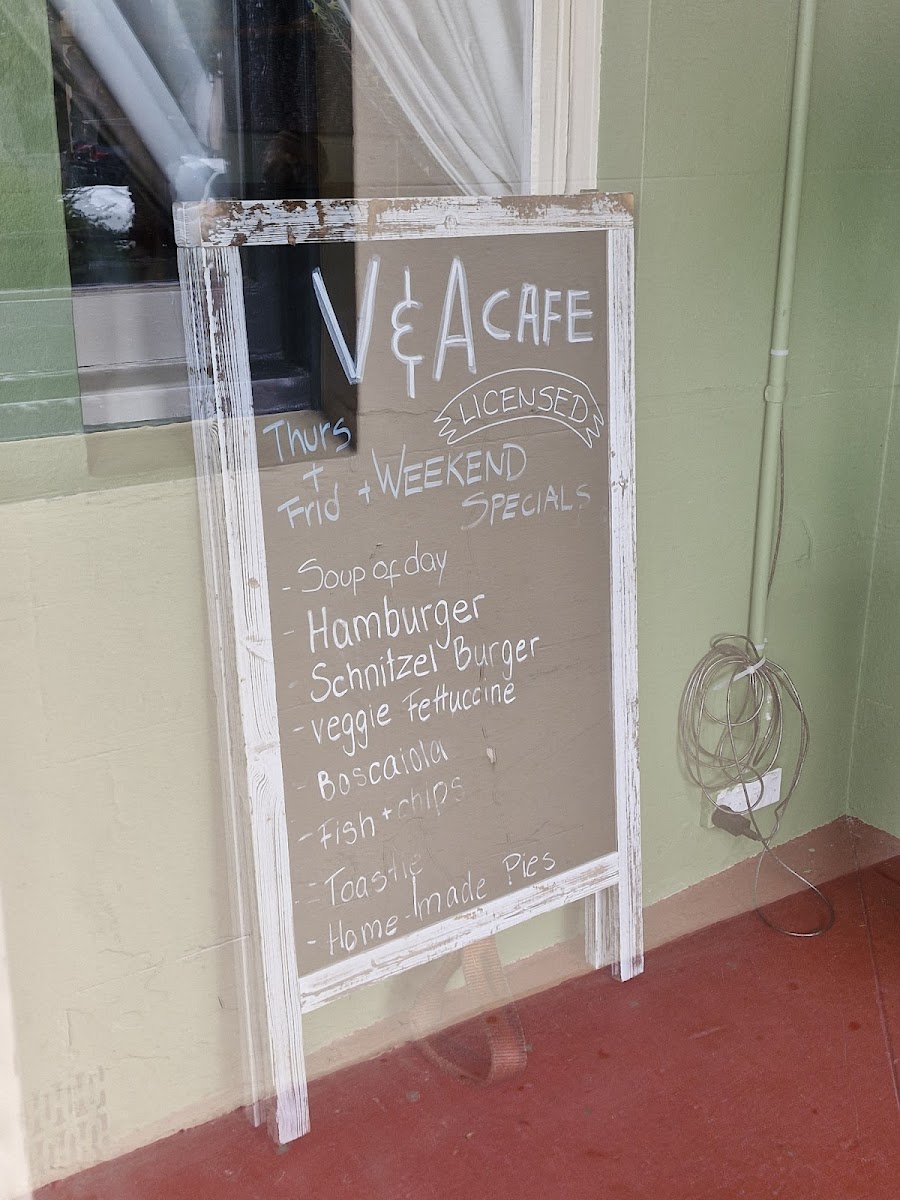 V & A CAFE
LICENSED
Thurs
+
Frid + WEEKEND
SPECIALS
- Soup of day
- Hamburger
- Schnitzel Burger
- veggie Fettuccine
- Boscaiola
- Fish + chips
- Toastie
- Home-made Pies